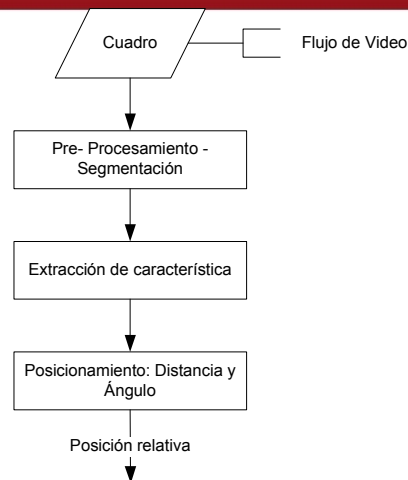 Cuadro
Flujo de Video
Pre- Procesamiento -
Segmentación
Extracción de característica
Posicionamiento: Distancia y
Ángulo
Posición relativa